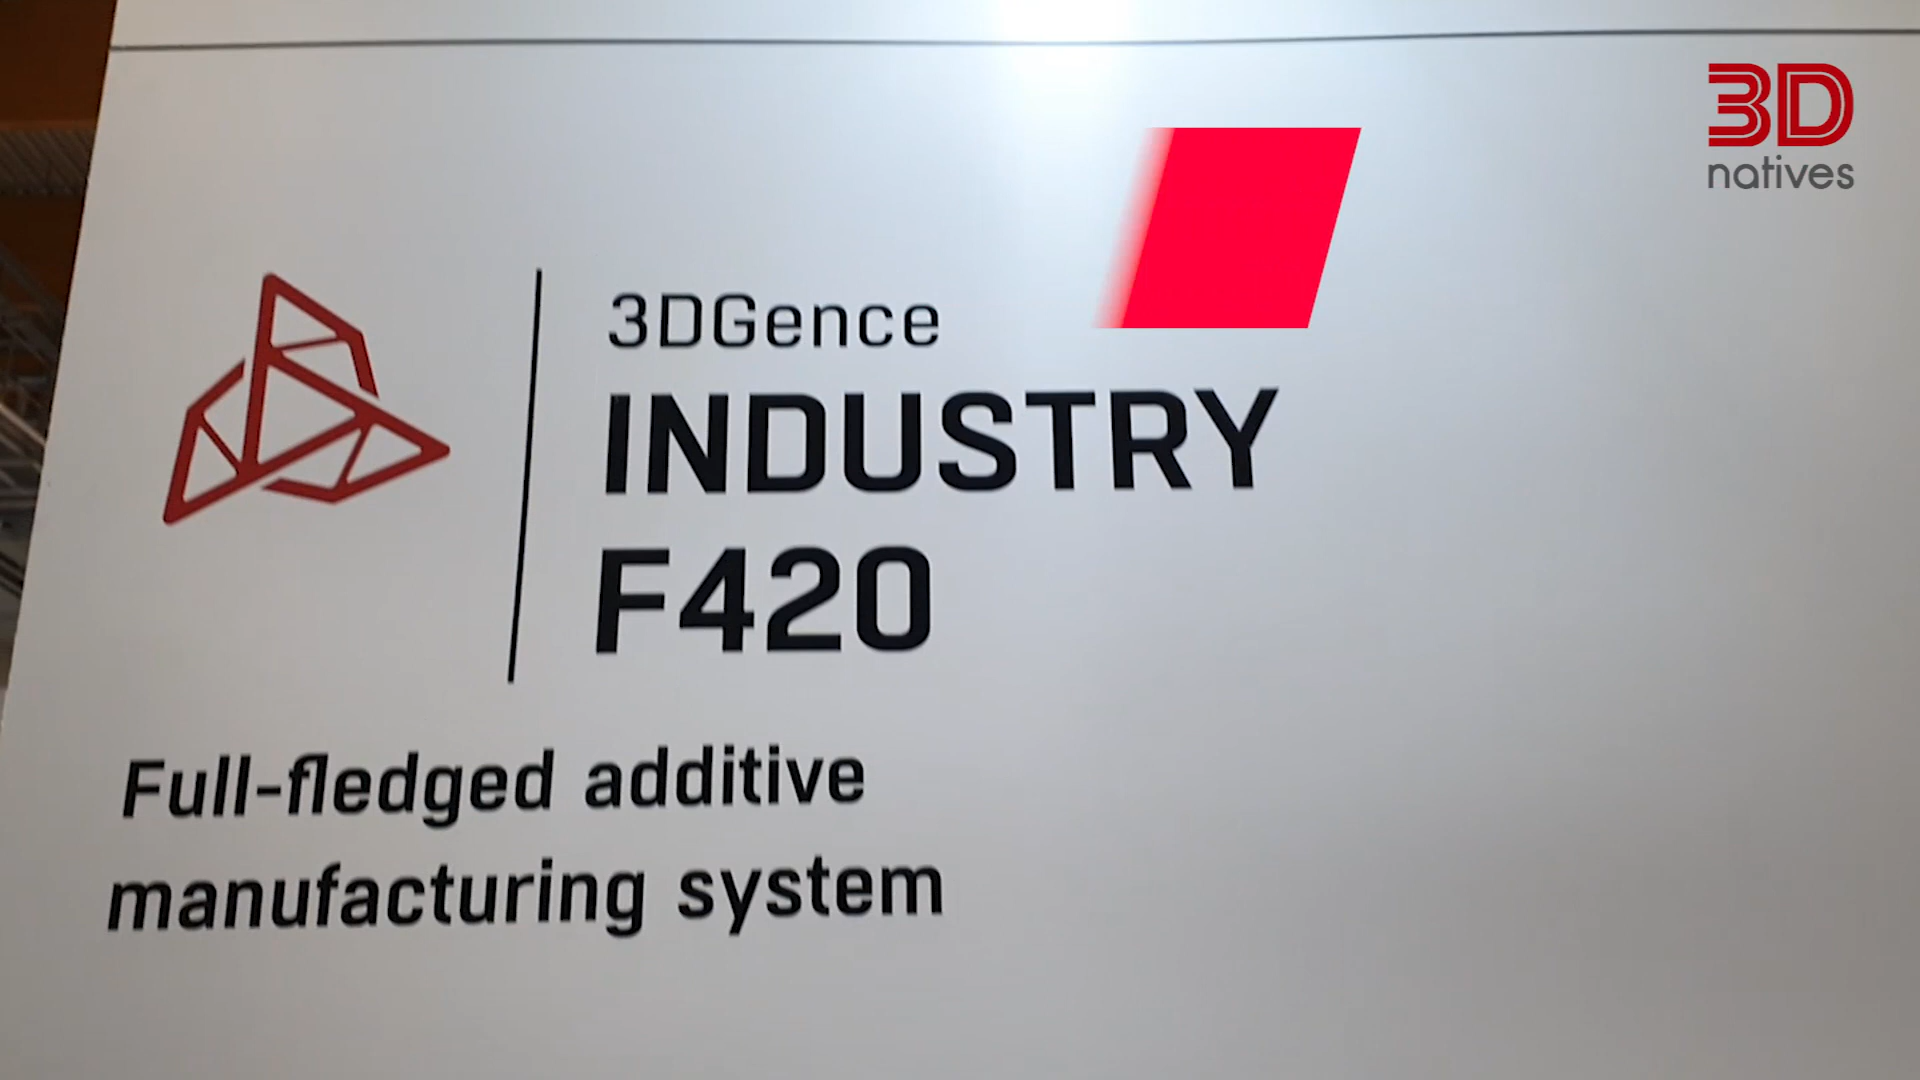 3D
natives
3DGence
INDUSTRY
F420
Full-fledged additive
manufacturing system